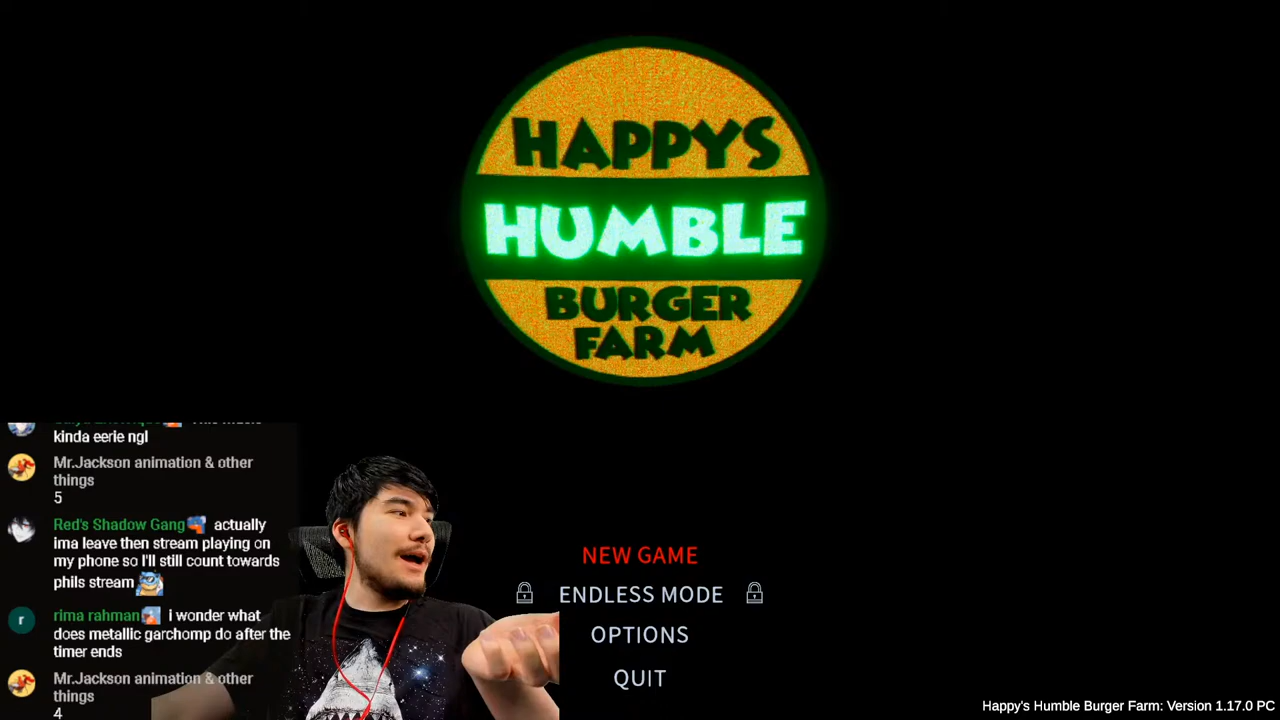 HAPPYS
HUMBLE
BURGER
FARM
kinda eerie ngl
Mr.Jackson animation & other
things
5
Red's Shadow Gang actually
ima leave then stream playing on
my phone so I'll still count towards
phils stream
r rima rahman i wonder what
does metallic garchomp do after the
timer ends
Mr.Jackson animation & other
things
4
NEW GAME
ENDLESS MODE
OPTIONS
QUIT
Happy's Humble Burger Farm: Version 1.17.0 PC